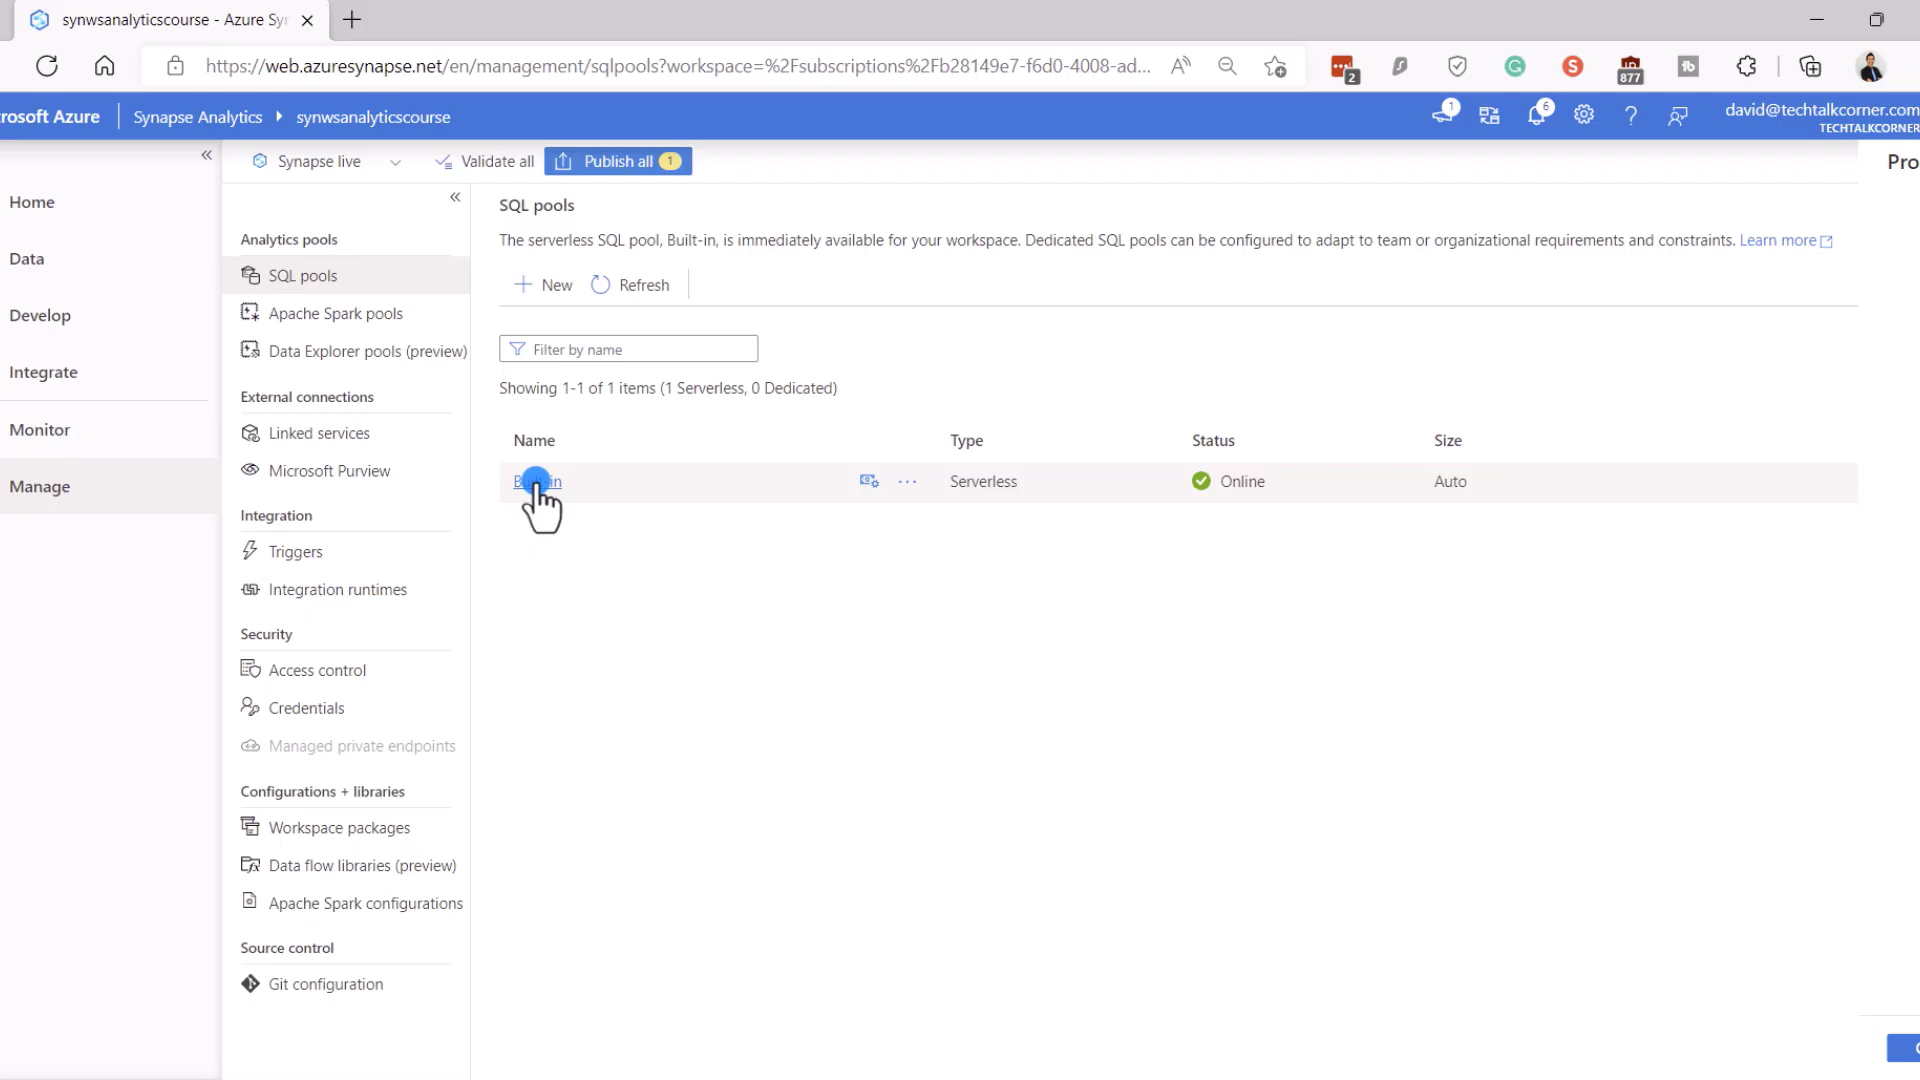 synwsanalyticscourse - Azure Syn
https://web.azuresynapse.net/en/management/sqlpools?workspace=%2Fsubscriptions%2Fb28149e7-f6d0-4008-ad...
2
877
crosoft Azure
Synapse Analytics
synwsanalyticscourse
1
6
david@techtalkcorner.com
TECHTALKCORNER
Synapse live
Validate all
Publish all 1
Pro
Home
Data
Develop
Integrate
Monitor
Manage
Analytics pools
SQL pools
Apache Spark pools
Data Explorer pools (preview)
External connections
Linked services
Microsoft Purview
Integration
Triggers
Integration runtimes
Security
Access control
Credentials
Managed private endpoints
Configurations + libraries
Workspace packages
Data flow libraries (preview)
Apache Spark configurations
Source control
Git configuration
SQL pools
The serverless SQL pool, Built-in, is immediately available for your workspace. Dedicated SQL pools can be configured to adapt to team or organizational requirements and constraints. Learn more
New
Refresh
Filter by name
Showing 1-1 of 1 items (1 Serverless, 0 Dedicated)
Name Type Status Size
Built-in Serverless Online Auto